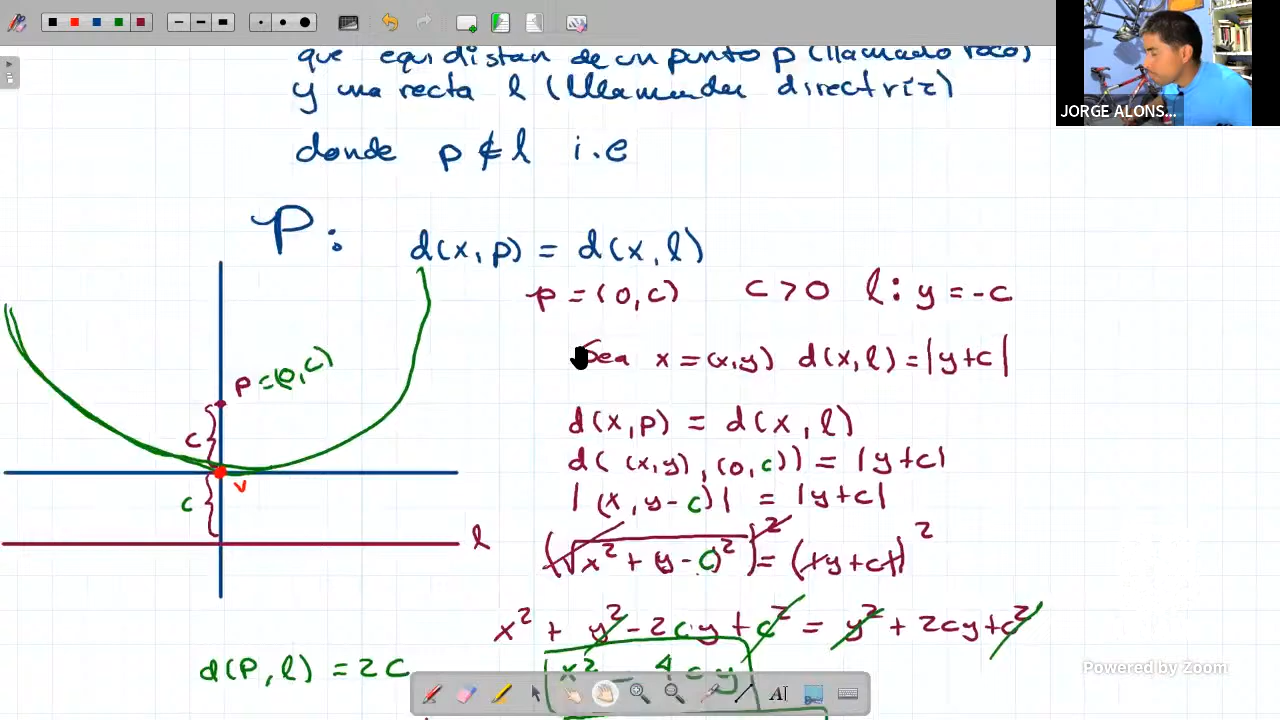 que equidistan de un punto p (llamado foco)
y una recta l (llamada directriz)
donde p ∉ l i.e
P: d(x, p) = d(x, l)
p = (0, c) c > 0 l: y = -c
Sea x = (x, y) d(x, l) = |y + c|
p = (0, c)
d(x, p) = d(x, l)
c
d( (x, y), (0, c)) = |y + c|
v
c
|(x, y - c)| = |y + c|
l
(√x² + (y - c)²)² = (|y + c|)²
x² + y² - 2cy + c² = y² + 2cy + c²
d(P, l) = 2c
x² = 4cy
JORGE ALONS...
AI
Powered by Zoom